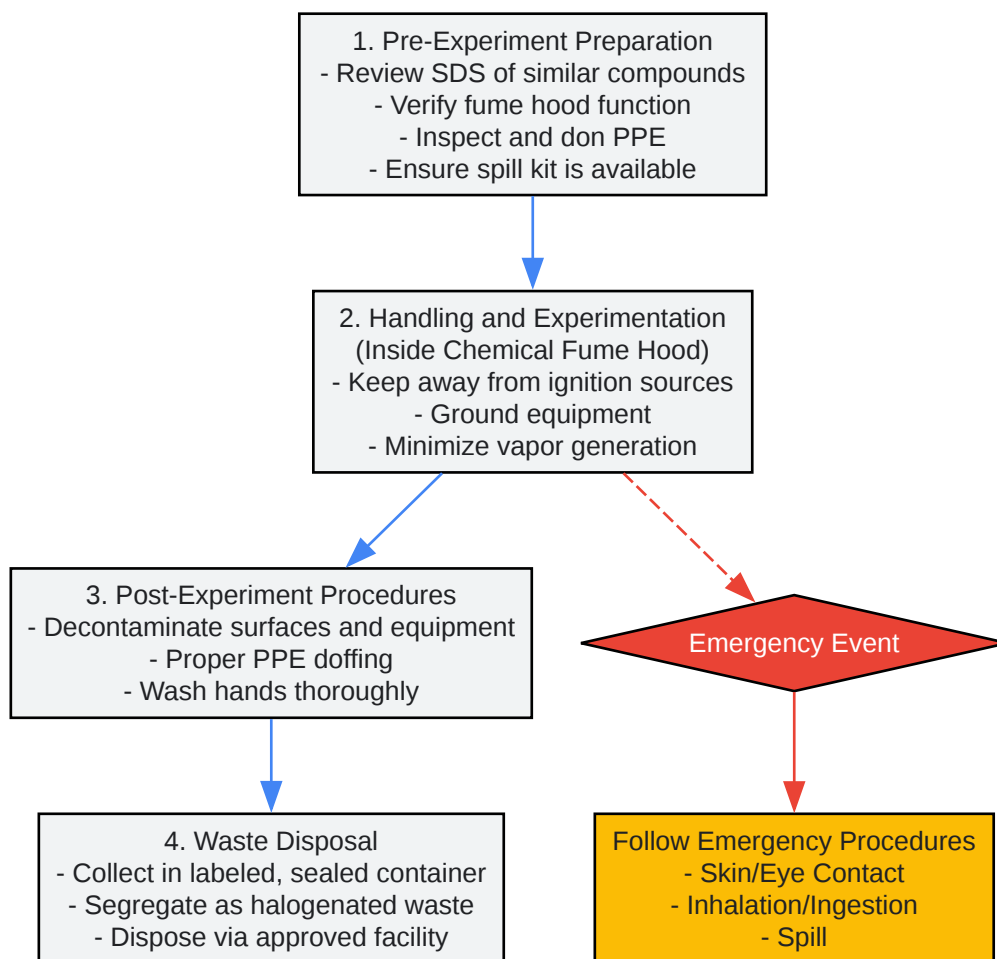 1. Pre-Experiment Preparation
- Review SDS of similar compounds
- Verify fume hood function
- Inspect and don PPE
- Ensure spill kit is available
2. Handling and Experimentation
(Inside Chemical Fume Hood)
- Keep away from ignition sources
- Ground equipment
- Minimize vapor generation
3. Post-Experiment Procedures
- Decontaminate surfaces and equipment
- Proper PPE doffing
- Wash hands thoroughly
Emergency Event
4. Waste Disposal
- Collect in labeled, sealed container
- Segregate as halogenated waste
- Dispose via approved facility
Follow Emergency Procedures
- Skin/Eye Contact
- Inhalation/Ingestion
- Spill